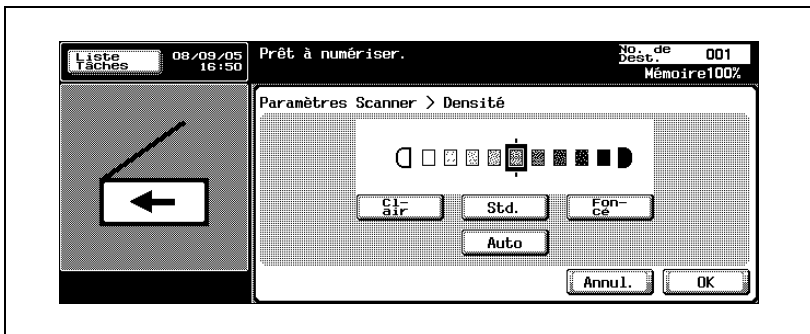 Liste
Tâches
08/09/05
16:50
Prêt à numériser.
No. de
Dest.
001
Mémoire100%
Paramètres Scanner > Densité
Cl-
air
Std.
Fon-
cé
Auto
Annul.
OK